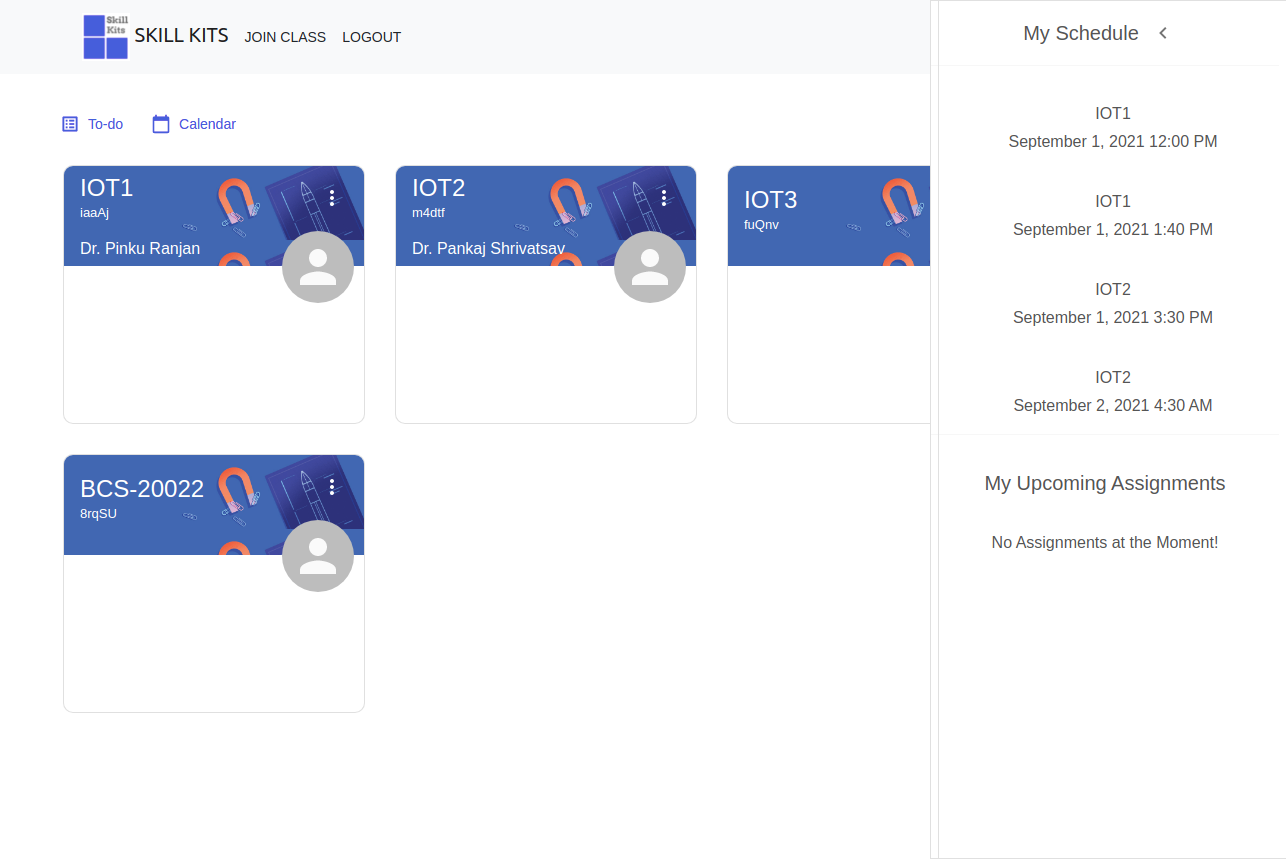 Skill
Kits
SKILL KITS JOIN CLASS LOGOUT
To-do Calendar
IOT1
iaaAj
Dr. Pinku Ranjan
IOT2
m4dtf
Dr. Pankaj Shrivatsav
IOT3
fuQnv
BCS-20022
8rqSU
My Schedule
IOT1
September 1, 2021 12:00 PM
IOT1
September 1, 2021 1:40 PM
IOT2
September 1, 2021 3:30 PM
IOT2
September 2, 2021 4:30 AM
My Upcoming Assignments
No Assignments at the Moment!